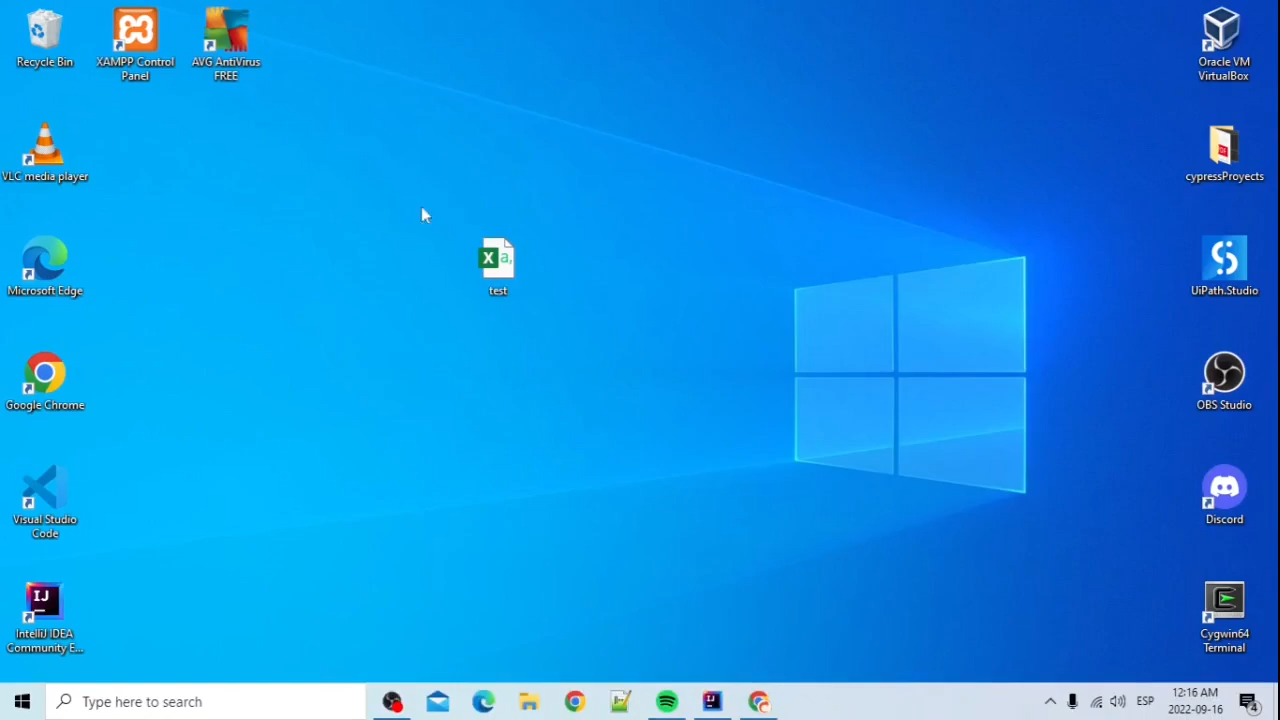 Recycle Bin
XAMPP Control
Panel
AVG AntiVirus
FREE
Oracle VM
VirtualBox
VLC media player
cypressProyects
X a,
test
Microsoft Edge
UiPath.Studio
Google Chrome
OBS Studio
Visual Studio
Code
Discord
IJ
IntelliJ IDEA
Community E...
Cygwin64
Terminal
Type here to search
ESP
12:16 AM
2022-09-16
4